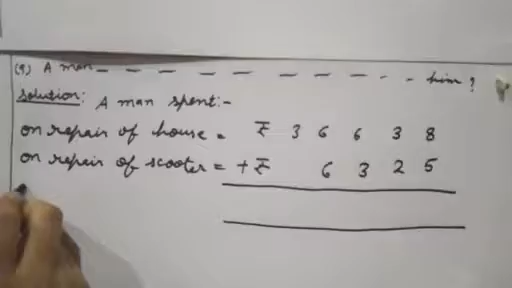 (9) A man _ _ _ _ _ _ _ _ _ _ him?
Solution: A man spent:-
on repair of house = ₹ 3 6 6 3 8
on repair of scooter = + ₹ 6 3 2 5